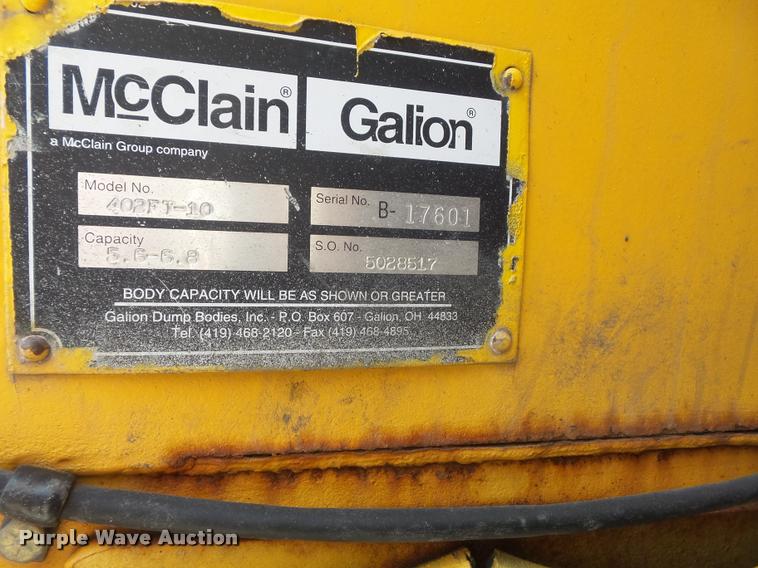 McClain® Galion®
a McClain Group company
Model No. 402FT-10
Serial No. B- 17601
Capacity 5.6-6.8
S.O. No. 5028517
BODY CAPACITY WILL BE AS SHOWN OR GREATER
Galion Dump Bodies, Inc. - P.O. Box 607 - Galion, OH 44833
Tel. (419) 468-2120 - Fax (419) 468-4895
Purple Wave Auction